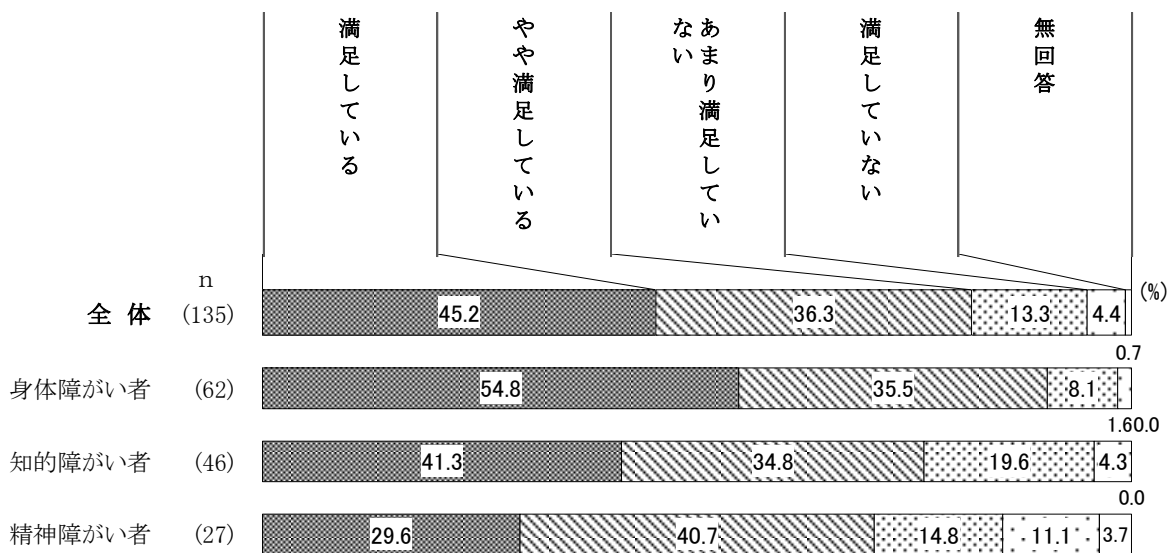 満足している
やや満足している
あまり満足してい
ない
満足していない
無回答
n
(%)
全 体 (135) 45.2 36.3 13.3 4.4
0.7
身体障がい者 (62) 54.8 35.5 8.1
1.6 0.0
知的障がい者 (46) 41.3 34.8 19.6 4.3
0.0
精神障がい者 (27) 29.6 40.7 14.8 11.1 3.7